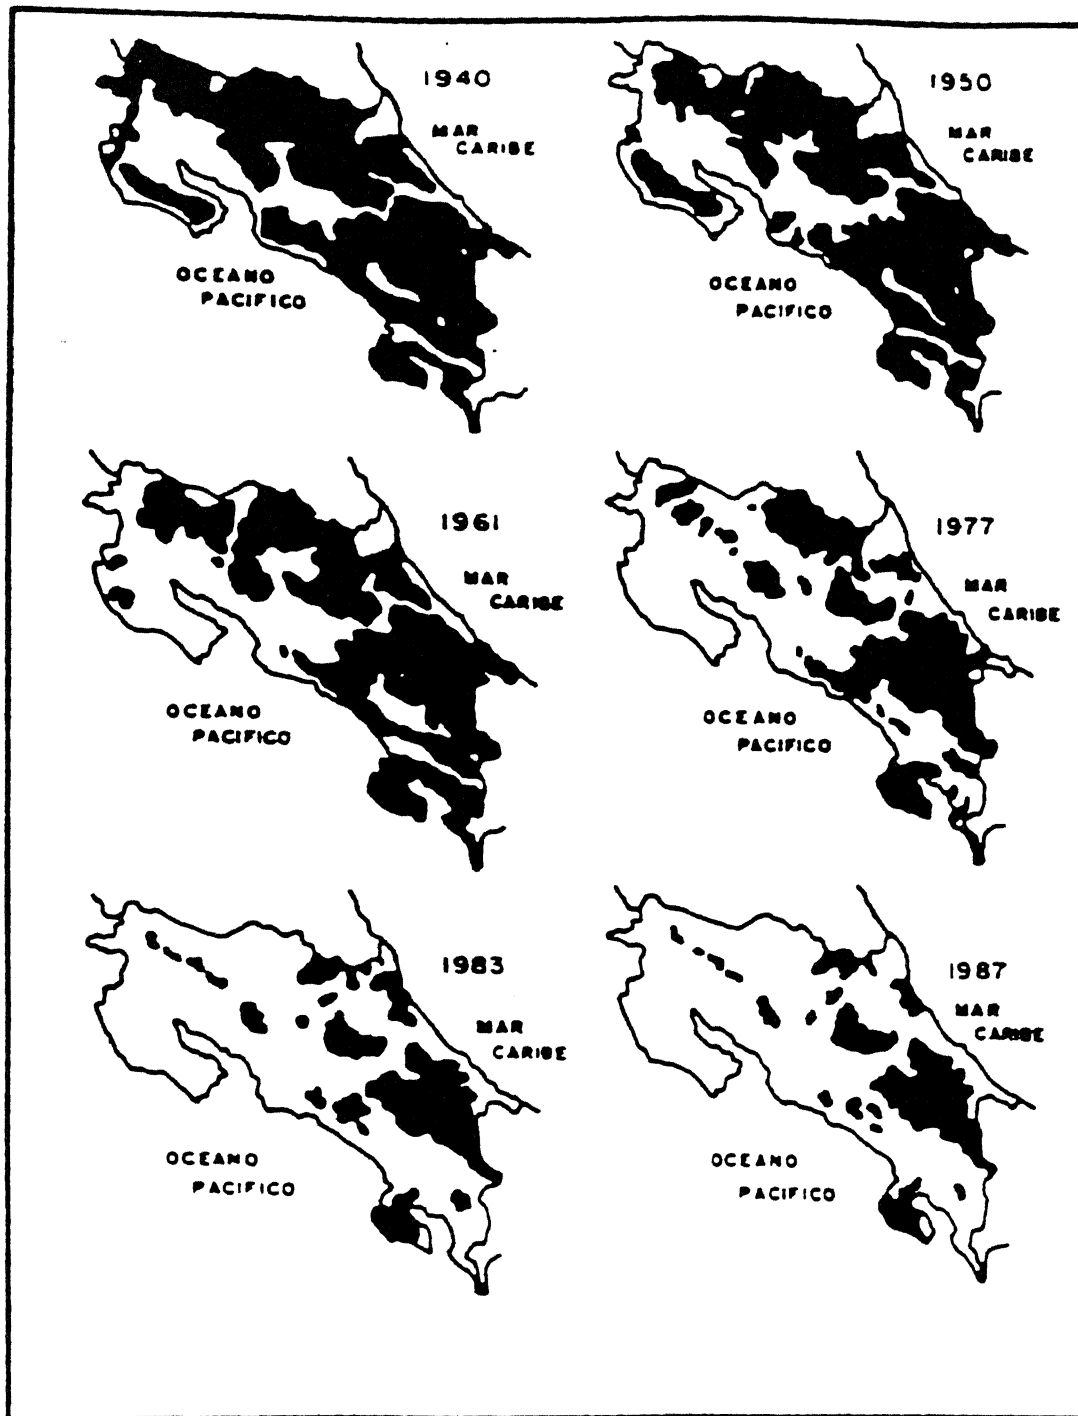 1940
MAR
CARIBE
OCEANO
PACIFICO
1950
MAR
CARIBE
OCEANO
PACIFICO
1961
MAR
CARIBE
OCEANO
PACIFICO
1977
MAR
CARIBE
OCEANO
PACIFICO
1983
MAR
CARIBE
OCEANO
PACIFICO
1987
MAR
CARIBE
OCEANO
PACIFICO